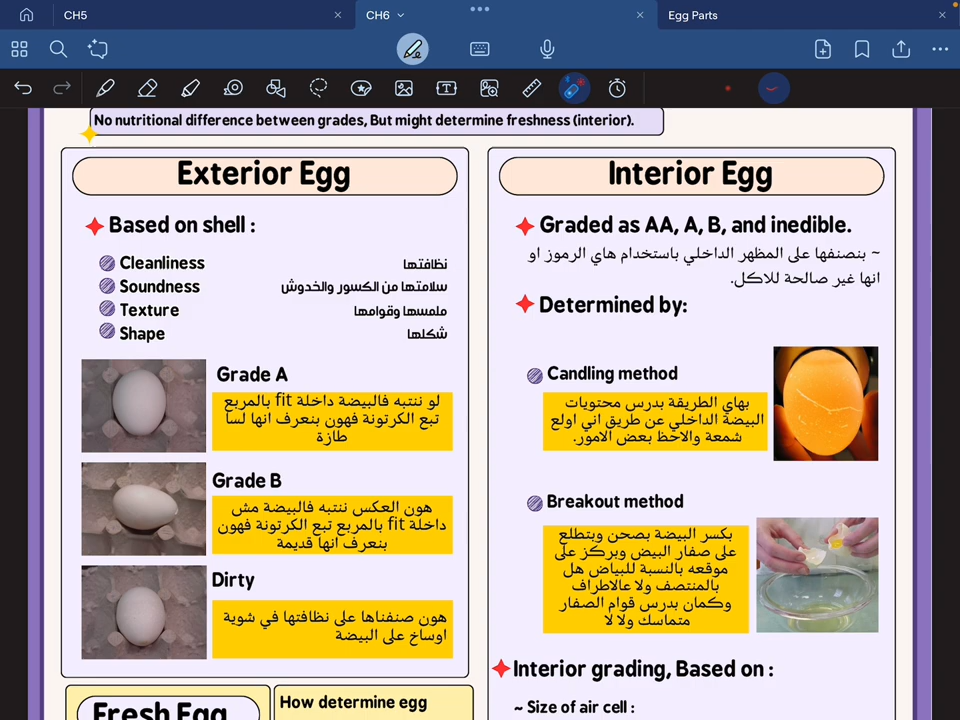 CH5
CH6
Egg Parts
No nutritional difference between grades, But might determine freshness (interior).
Exterior Egg
Based on shell :
Cleanliness نظافتها
Soundness سلامتها من الكسور والخدوش
Texture ملمسها وقوامها
Shape شكلها
Grade A
لو ننتبه فالبيضة داخلة fit بالمربع
تبع الكرتونة فهون بنعرف انها لسا
طازة
Grade B
هون العكس ننتبه فالبيضة مش
داخلة fit بالمربع تبع الكرتونة فهون
بنعرف انها قديمة
Dirty
هون صنفناها على نظافتها في شوية
اوساخ على البيضة
Fresh Egg
How determine egg
Interior Egg
Graded as AA, A, B, and inedible.
~ بنصنفها على المظهر الداخلي باستخدام هاي الرموز او
انها غير صالحة للاكل.
Determined by:
Candling method
بهاي الطريقة بدرس محتويات
البيضة الداخلي عن طريق اني اولع
شمعة والاحظ بعض الامور.
Breakout method
بكسر البيضة بصحن وبتطلع
على صفار البيض وبركز على
موقعه بالنسبة للبياض هل
بالمنتصف ولا عالاطراف
وكمان بدرس قوام الصفار
متماسك ولا لا
Interior grading, Based on :
~ Size of air cell :